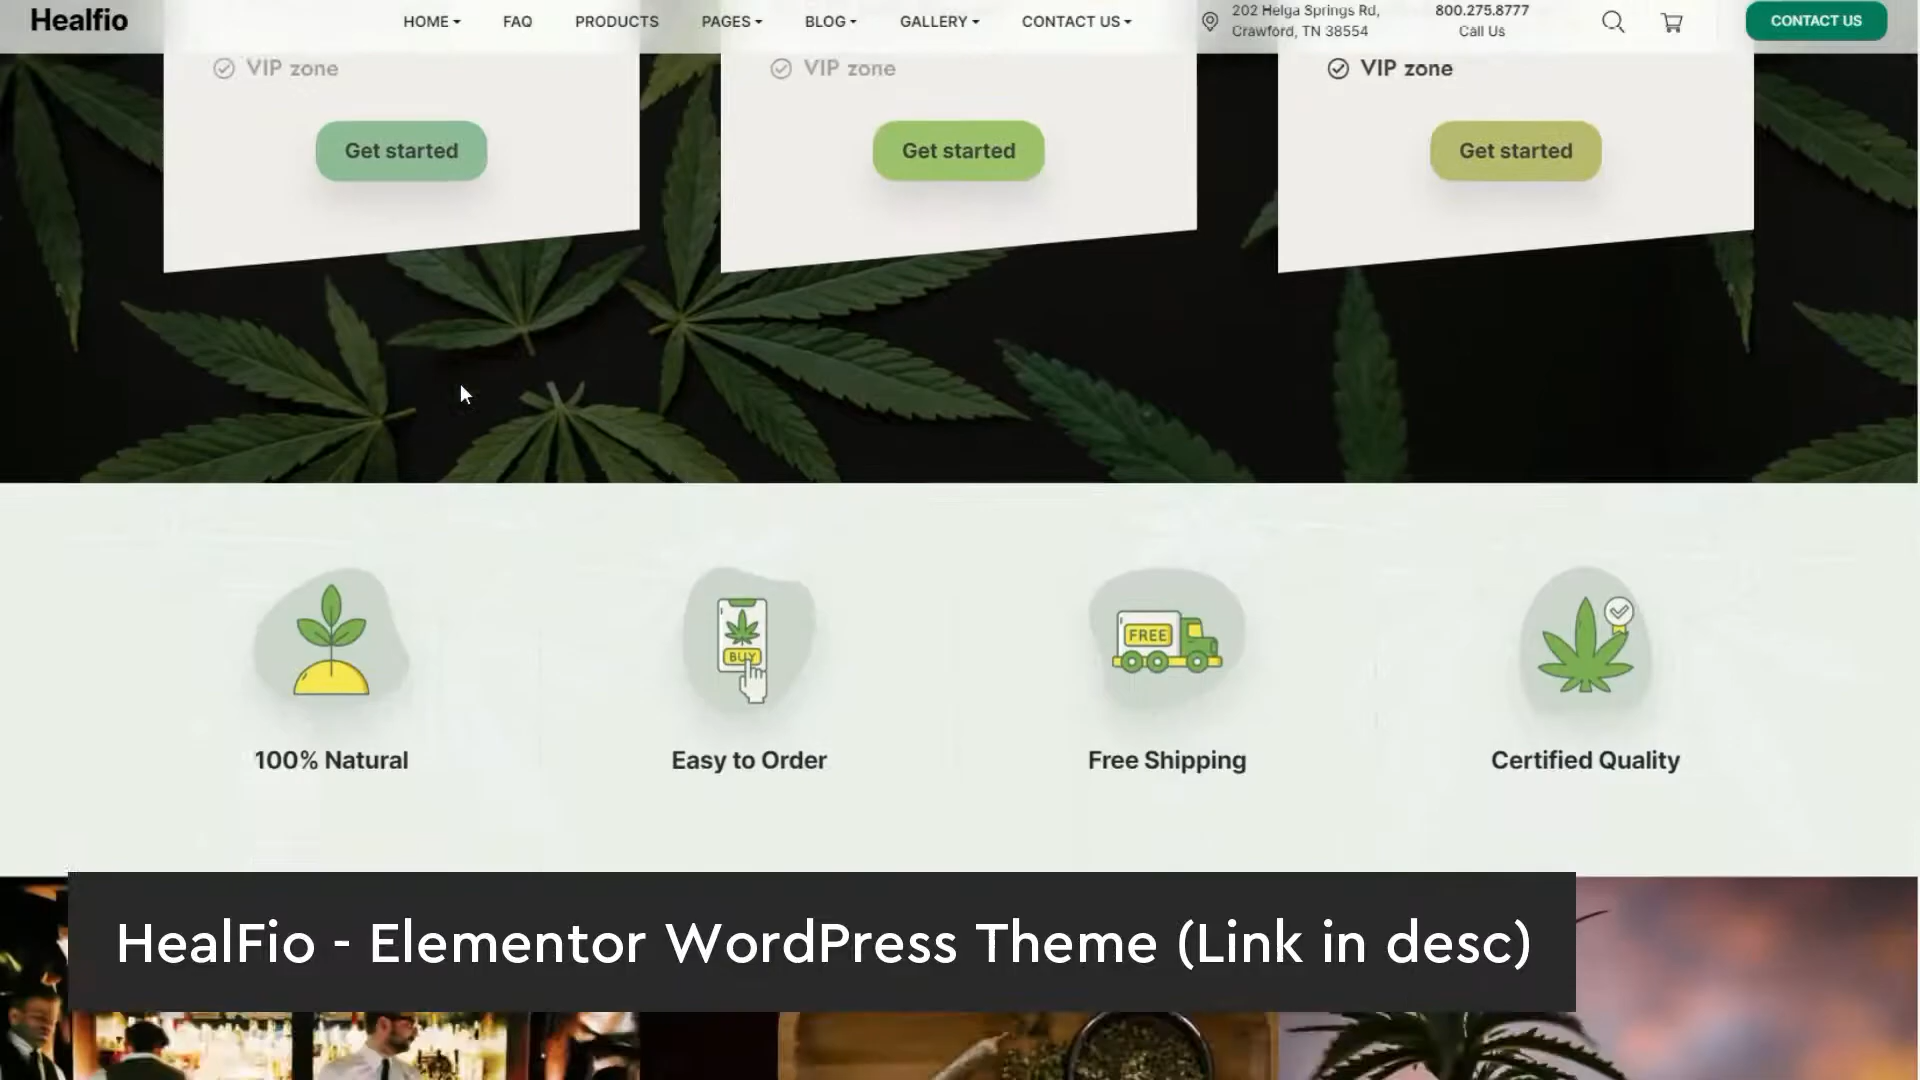 Healfio
HOME
FAQ
PRODUCTS
PAGES
BLOG
GALLERY
CONTACT US
202 Helga Springs Rd,
Crawford, TN 38554
800.275.8777
Call Us
CONTACT US
VIP zone
VIP zone
VIP zone
Get started
Get started
Get started
BUY
FREE
100% Natural
Easy to Order
Free Shipping
Certified Quality
HealFio - Elementor WordPress Theme (Link in desc)